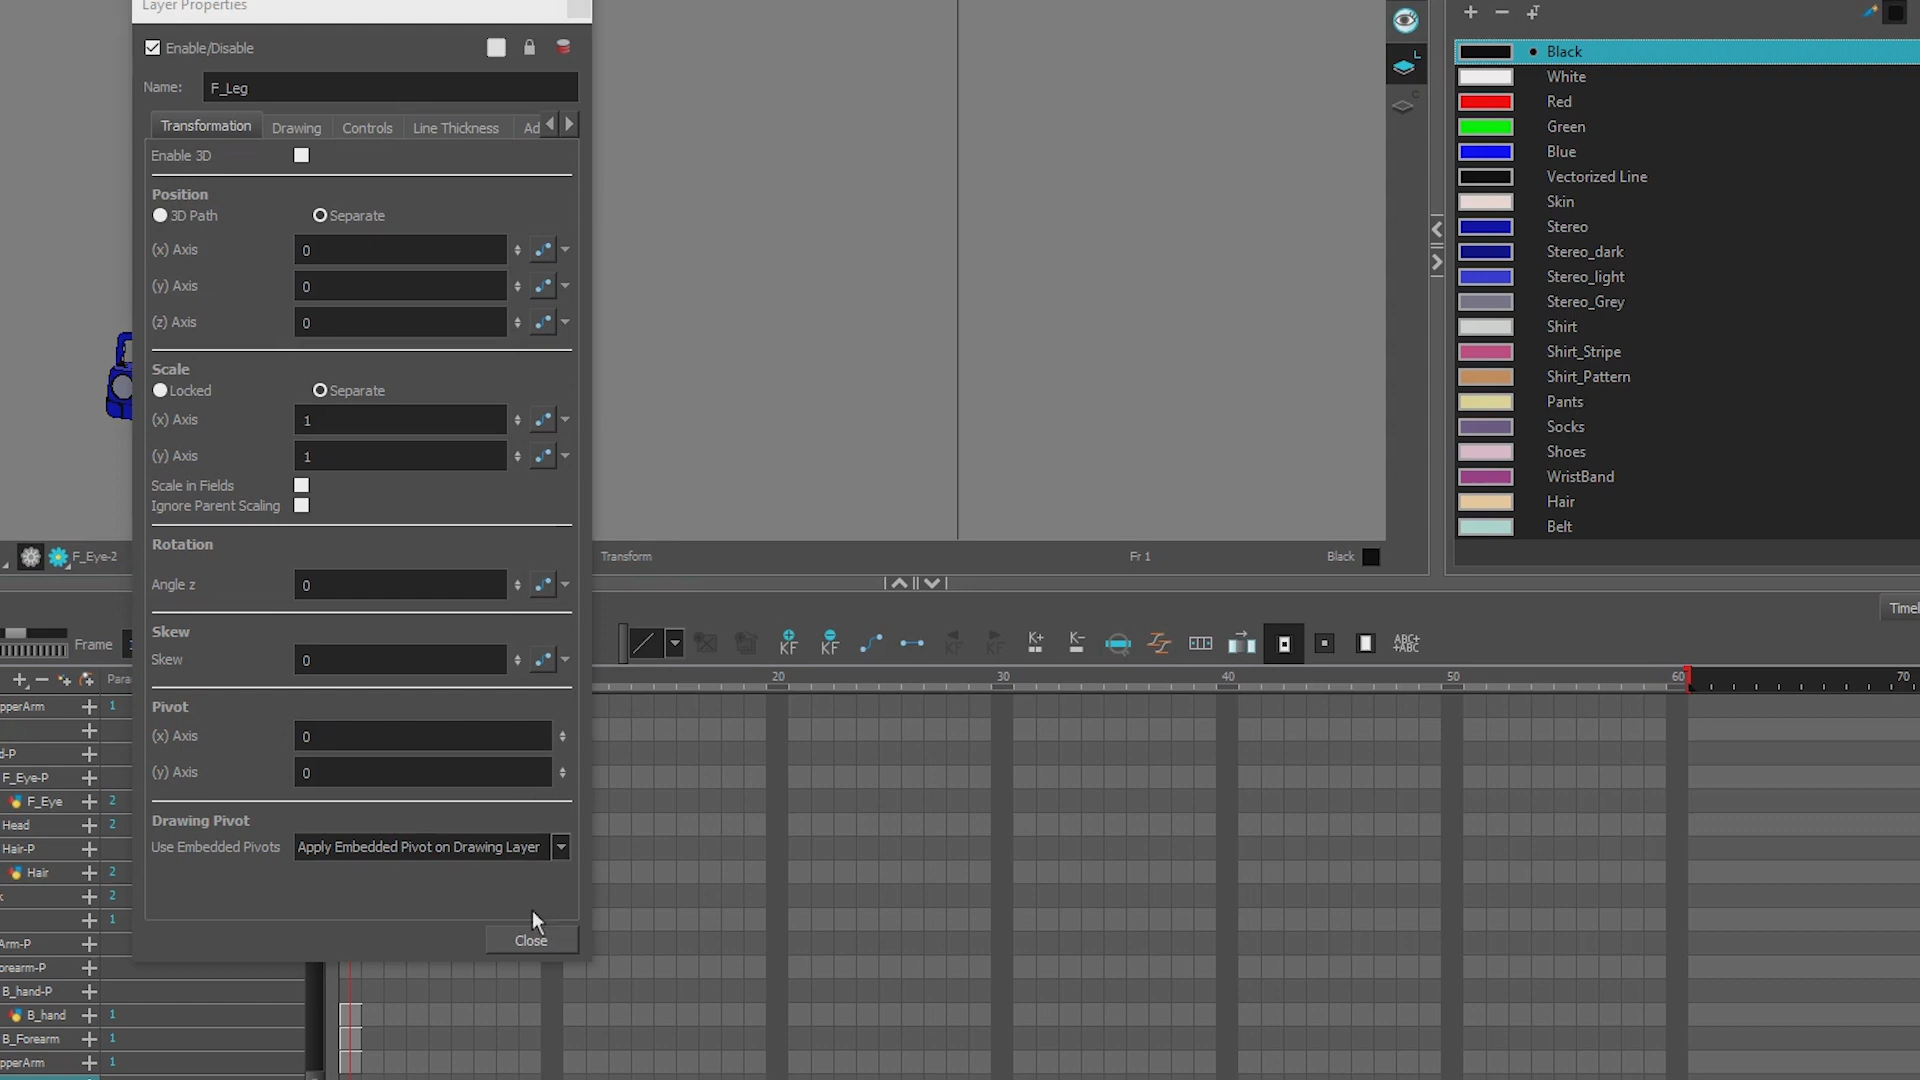 Layer Properties
Enable/Disable
Name: F_Leg
Transformation Drawing Controls Line Thickness Ad
Enable 3D
Position
3D Path Separate
(x) Axis 0
(y) Axis 0
(z) Axis 0
Scale
Locked Separate
(x) Axis 1
(y) Axis 1
Scale in Fields
Ignore Parent Scaling
Rotation
Angle z 0
Skew
Skew 0
Pivot
(x) Axis 0
(y) Axis 0
Drawing Pivot
Use Embedded Pivots Apply Embedded Pivot on Drawing Layer
Close
L
C
Black
White
Red
Green
Blue
Vectorized Line
Skin
Stereo
Stereo_dark
Stereo_light
Stereo_Grey
Shirt
Shirt_Stripe
Shirt_Pattern
Pants
Socks
Shoes
WristBand
Hair
Belt
F_Eye-2 Transform Fr 1 Black
Timel
Frame
KF KF KF KF K+ K- ABC+ +ABC
Para
20 30 40 50 60 70
pperArm 1
d-P
F_Eye-P
F_Eye 2
Head 2
Hair-P
Hair 2
2
1
Arm-P
orearm-P
B_hand-P
B_hand 1
B_Forearm 1
pperArm 1